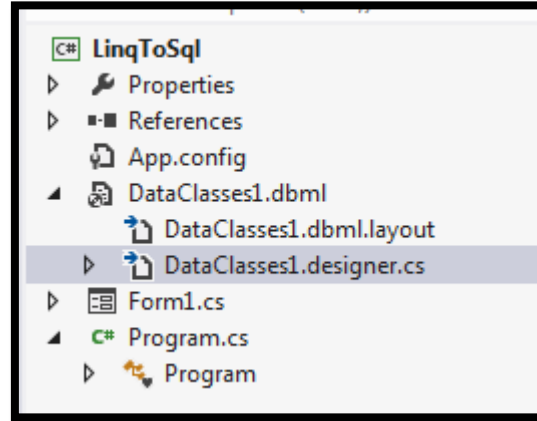 C# LinqToSql
Properties
References
App.config
DataClasses1.dbml
DataClasses1.dbml.layout
DataClasses1.designer.cs
Form1.cs
C# Program.cs
Program